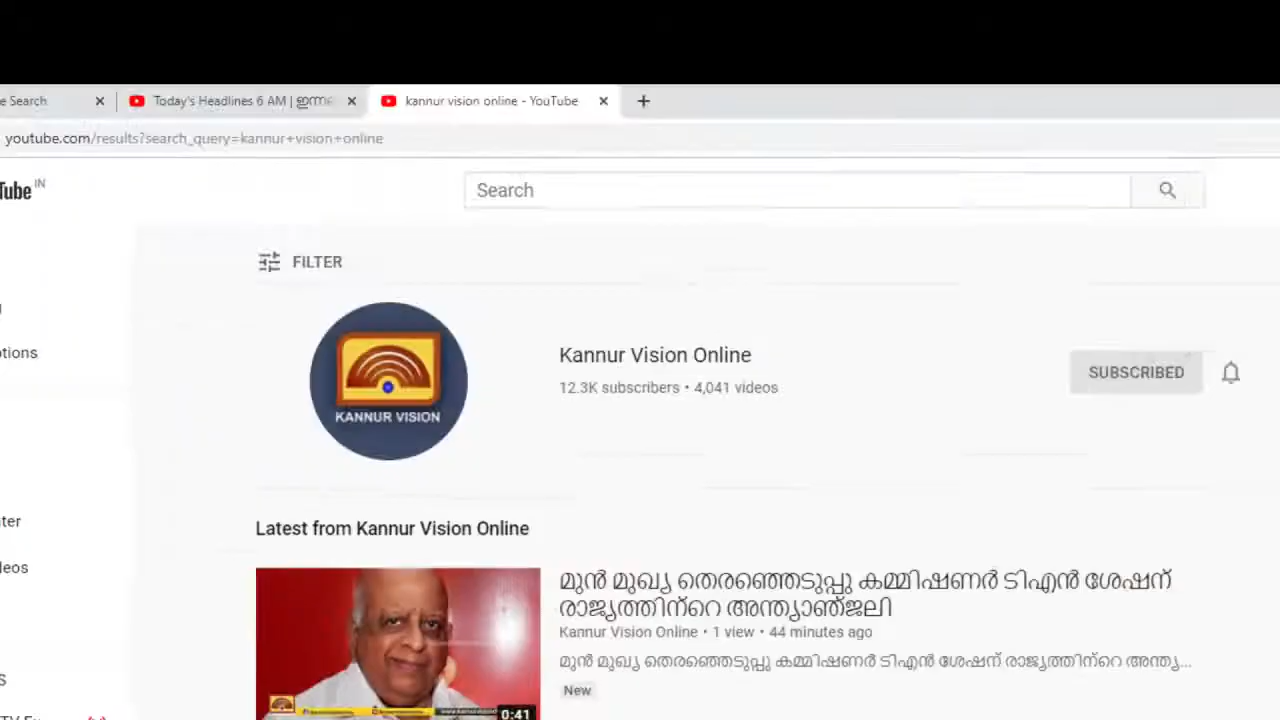 e Search
Today's Headlines 6 AM | ഇന്നത
kannur vision online - YouTube
youtube.com/results?search_query=kannur+vision+online
Tube IN
Search
FILTER
ptions
Kannur Vision Online
12.3K subscribers • 4,041 videos
SUBSCRIBED
KANNUR VISION
ter
Latest from Kannur Vision Online
leos
മുൻ മുഖ്യ തെരഞ്ഞെടുപ്പു കമ്മിഷണർ ടിഎൻ ശേഷന്
രാജ്യത്തിന്റെ അന്ത്യാഞ്ജലി
Kannur Vision Online • 1 view • 44 minutes ago
മുൻ മുഖ്യ തെരഞ്ഞെടുപ്പു കമ്മിഷണർ ടിഎൻ ശേഷന് രാജ്യത്തിന്റെ അന്ത്യ...
New
S
0:41